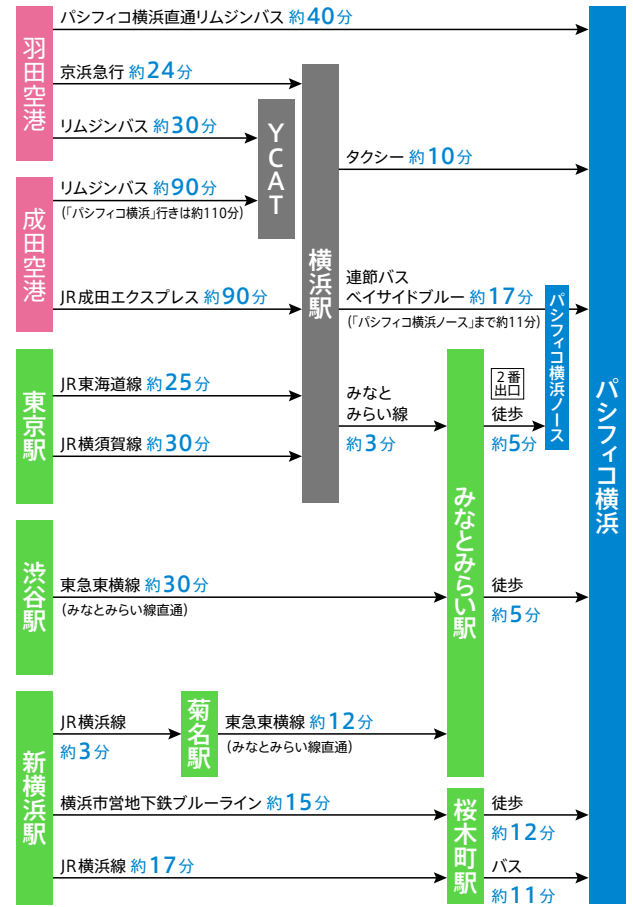 羽田空港
パシフィコ横浜直通リムジンバス 約40分
京浜急行 約24分
リムジンバス 約30分
YCAT
成田空港
リムジンバス 約90分
(「パシフィコ横浜」行きは約110分)
JR成田エクスプレス 約90分
横浜駅
タクシー 約10分
連節バス
ベイサイドブルー 約17分
(「パシフィコ横浜ノース」まで約11分)
パシフィコ横浜ノース
パシフィコ横浜
東京駅
JR東海道線 約25分
JR横須賀線 約30分
みなと
みらい線
約3分
みなとみらい駅
2番
出口
徒歩
約5分
渋谷駅
東急東横線 約30分
(みなとみらい線直通)
徒歩
約5分
新横浜駅
JR横浜線
約3分
菊名駅
東急東横線 約12分
(みなとみらい線直通)
横浜市営地下鉄ブルーライン 約15分
JR横浜線 約17分
桜木町駅
徒歩
約12分
バス
約11分